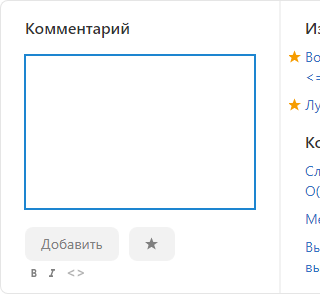 Комментарий
Добавить
B I <>
Из
Во
<=
Лу
Ко
Сл
O(
Ме
Вы
вы